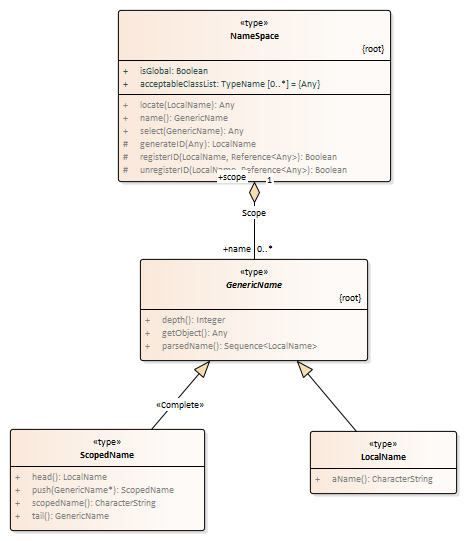 «type»
NameSpace
{root}
+ isGlobal: Boolean
+ acceptableClassList: TypeName [0..*] = {Any}
+ locate(LocalName): Any
+ name(): GenericName
+ select(GenericName): Any
# generateID(Any): LocalName
# registerID(LocalName, Reference<Any>): Boolean
# unregisterID(LocalName, Reference<Any>): Boolean
+scope 1
Scope
+name 0..*
«type»
GenericName
{root}
+ depth(): Integer
+ getObject(): Any
+ parsedName(): Sequence<LocalName>
«Complete»
«type»
ScopedName
+ head(): LocalName
+ push(GenericName*): ScopedName
+ scopedName(): CharacterString
+ tail(): GenericName
«type»
LocalName
+ aName(): CharacterString